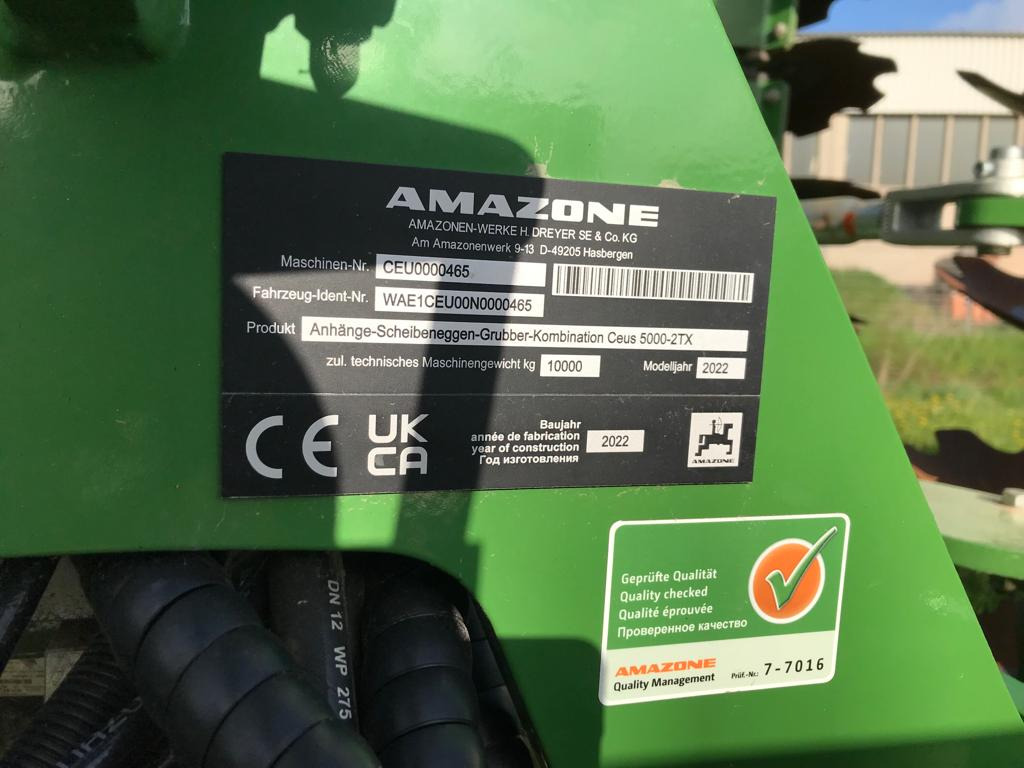 AMAZONE
AMAZONEN-WERKE H. DREYER SE & Co. KG
Am Amazonenwerk 9-13 D-49205 Hasbergen
Maschinen-Nr. CEU0000465
Fahrzeug-Ident-Nr. WAE1CEU00N0000465
Produkt Anhänge-Scheibeneggen-Grubber-Kombination Ceus 5000-2TX
zul. technisches Maschinengewicht kg 10000 Modelljahr 2022
CE
UK
CA
Baujahr
année de fabrication
year of construction
Год изготовления
2022
AMAZONE
Geprüfte Qualität
Quality checked
Qualité éprouvée
Проверенное качество
AMAZONE
Quality Management
Prüf.-Nr.: 7-7016
DN 12 WP 275